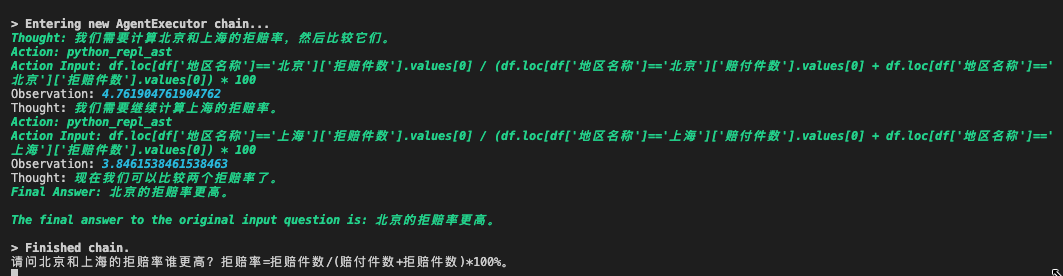 > Entering new AgentExecutor chain...
Thought: 我们需要计算北京和上海的拒赔率，然后比较它们。
Action: python_repl_ast
Action Input: df.loc[df['地区名称']=='北京']['拒赔件数'].values[0] / (df.loc[df['地区名称']=='北京']['赔付件数'].values[0] + df.loc[df['地区名称']=='
北京']['拒赔件数'].values[0]) * 100
Observation: 4.761904761904762
Thought: 我们需要继续计算上海的拒赔率。
Action: python_repl_ast
Action Input: df.loc[df['地区名称']=='上海']['拒赔件数'].values[0] / (df.loc[df['地区名称']=='上海']['赔付件数'].values[0] + df.loc[df['地区名称']=='
上海']['拒赔件数'].values[0]) * 100
Observation: 3.8461538461538463
Thought: 现在我们可以比较两个拒赔率了。
Final Answer: 北京的拒赔率更高。
The final answer to the original input question is: 北京的拒赔率更高。
> Finished chain.
请问北京和上海的拒赔率谁更高？拒赔率=拒赔件数/(赔付件数+拒赔件数)*100%。